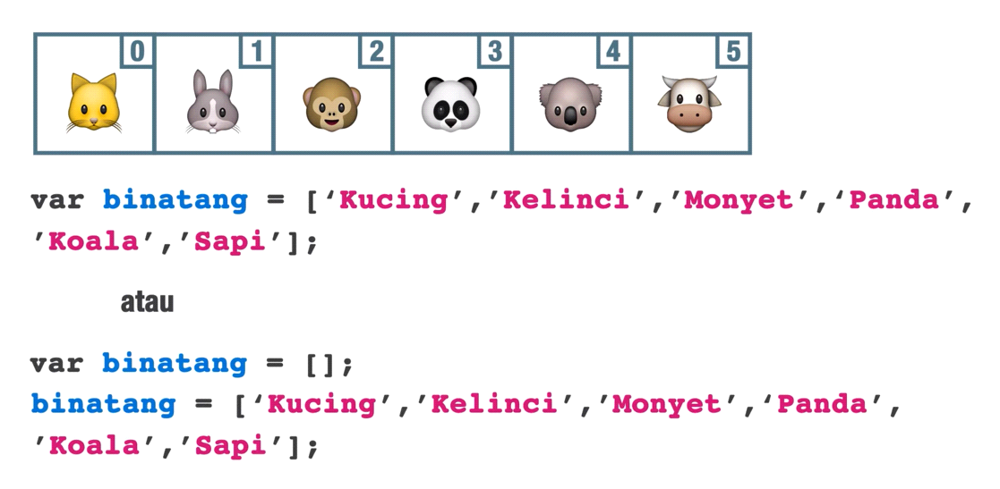 0 1 2 3 4 5
var binatang = [‘Kucing’,’Kelinci’,’Monyet’,‘Panda’,
’Koala’,’Sapi’];
atau
var binatang = [];
binatang = [‘Kucing’,’Kelinci’,’Monyet’,‘Panda’,
’Koala’,’Sapi’];